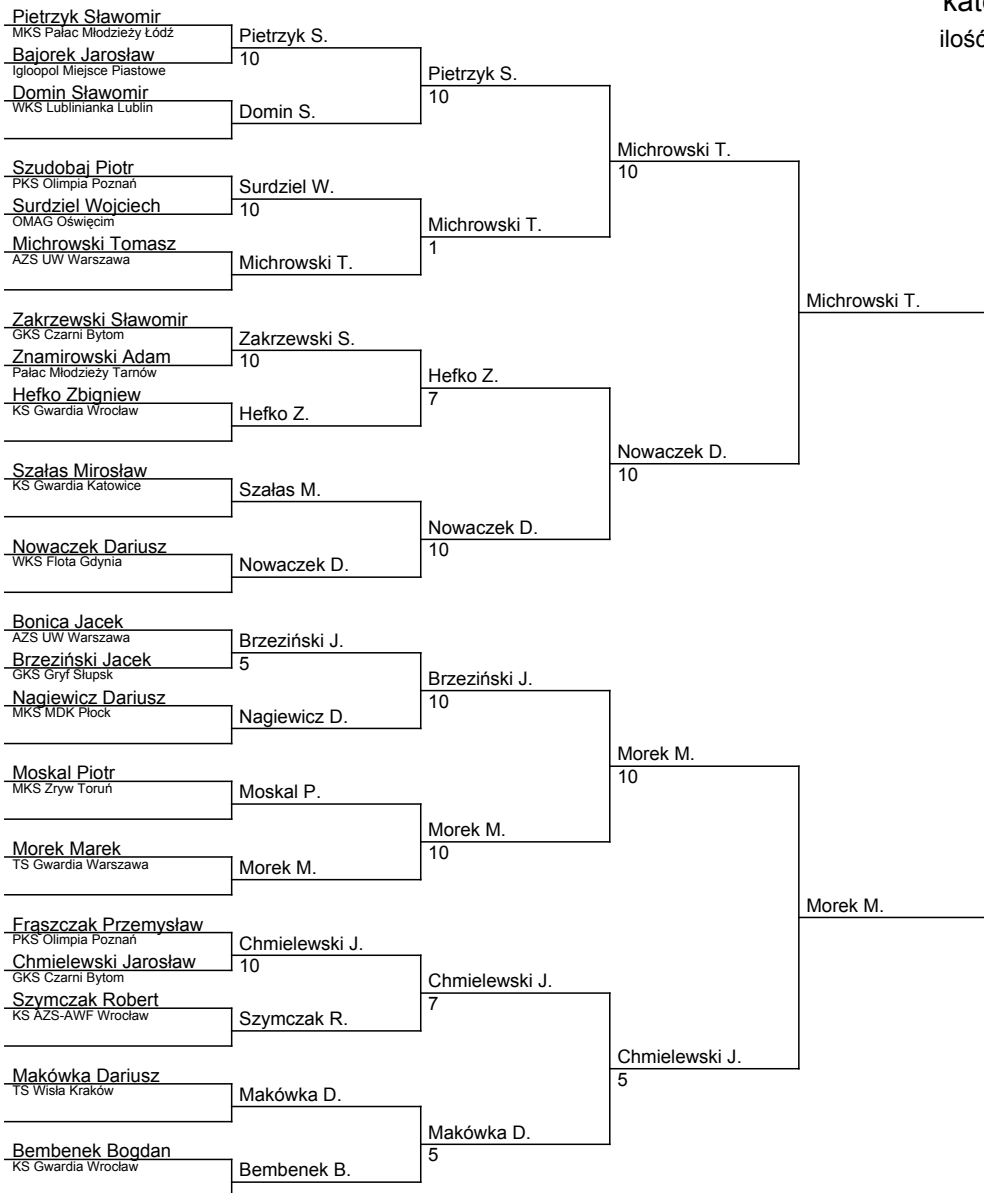 kat
ilość
Pietrzyk Sławomir
MKS Pałac Młodzieży Łódź
Bajorek Jarosław
Igloopol Miejsce Piastowe
Domin Sławomir
WKS Lublinianka Lublin
Szudobaj Piotr
PKS Olimpia Poznań
Surdziel Wojciech
OMAG Oświęcim
Michrowski Tomasz
AZS UW Warszawa
Zakrzewski Sławomir
GKS Czarni Bytom
Znamirowski Adam
Pałac Młodzieży Tarnów
Hefko Zbigniew
KS Gwardia Wrocław
Szałas Mirosław
KS Gwardia Katowice
Nowaczek Dariusz
WKS Flota Gdynia
Bonica Jacek
AZS UW Warszawa
Brzeziński Jacek
GKS Gryf Słupsk
Nagiewicz Dariusz
MKS MDK Płock
Moskal Piotr
MKS Zryw Toruń
Morek Marek
TS Gwardia Warszawa
Frąszczak Przemysław
PKS Olimpia Poznań
Chmielewski Jarosław
GKS Czarni Bytom
Szymczak Robert
KS AZS-AWF Wrocław
Makówka Dariusz
TS Wisła Kraków
Bembenek Bogdan
KS Gwardia Wrocław
Pietrzyk S.
10
Domin S.
Surdziel W.
10
Michrowski T.
Zakrzewski S.
10
Hefko Z.
Szałas M.
Nowaczek D.
Brzeziński J.
5
Nagiewicz D.
Moskal P.
Morek M.
Chmielewski J.
10
Szymczak R.
Makówka D.
Bembenek B.
Pietrzyk S.
10
Michrowski T.
1
Hefko Z.
7
Nowaczek D.
10
Brzeziński J.
10
Morek M.
10
Chmielewski J.
7
Makówka D.
5
Michrowski T.
10
Nowaczek D.
10
Morek M.
10
Chmielewski J.
5
Michrowski T.
Morek M.